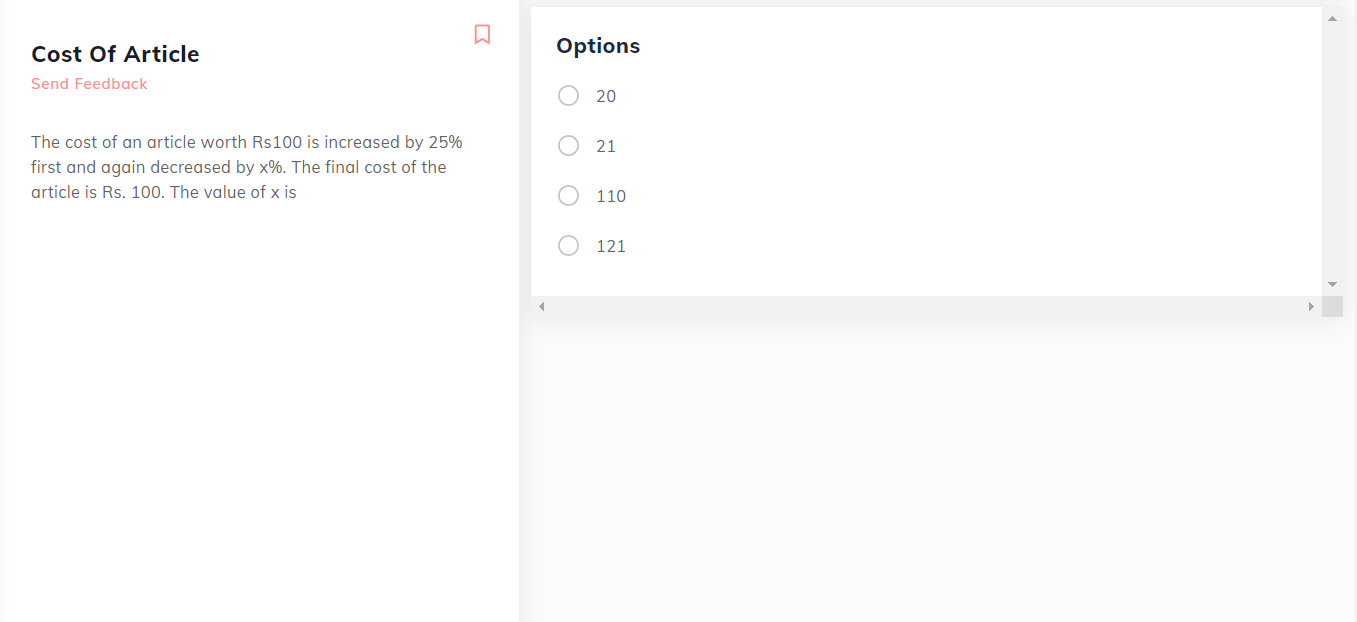 Cost Of Article
Send Feedback
The cost of an article worth Rs100 is increased by 25%
first and again decreased by x%. The final cost of the
article is Rs. 100. The value of x is
Options
20
21
110
121